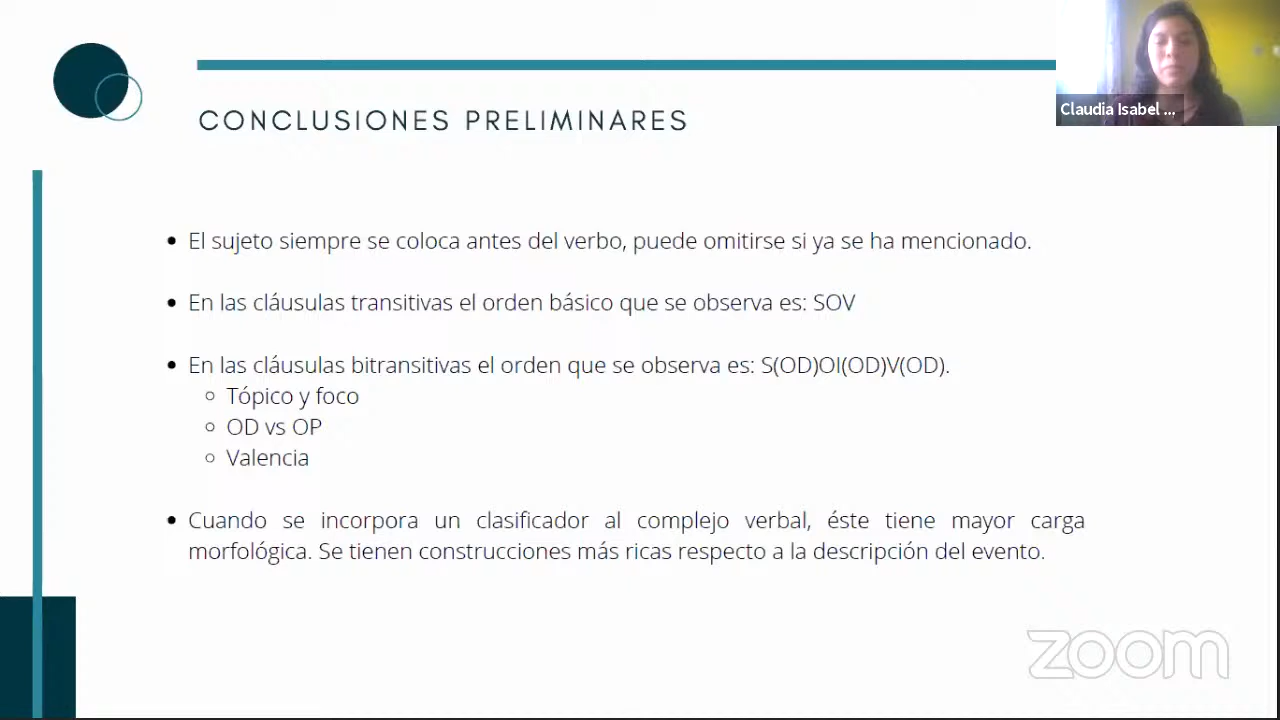 CONCLUSIONES PRELIMINARES
Claudia Isabel ...
El sujeto siempre se coloca antes del verbo, puede omitirse si ya se ha mencionado.
En las cláusulas transitivas el orden básico que se observa es: SOV
En las cláusulas bitransitivas el orden que se observa es: S(OD)OI(OD)V(OD).
Tópico y foco
OD vs OP
Valencia
Cuando se incorpora un clasificador al complejo verbal, éste tiene mayor carga
morfológica. Se tienen construcciones más ricas respecto a la descripción del evento.
zoom